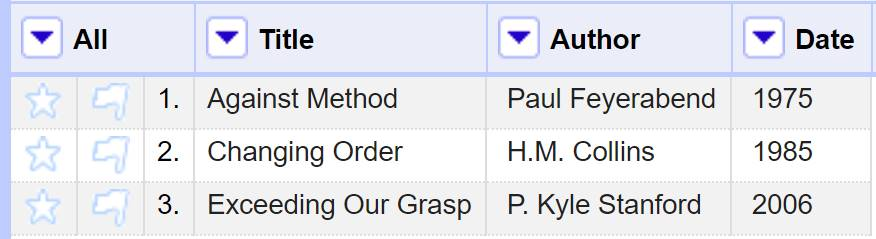 All Title Author Date
1. Against Method Paul Feyerabend 1975
2. Changing Order H.M. Collins 1985
3. Exceeding Our Grasp P. Kyle Stanford 2006